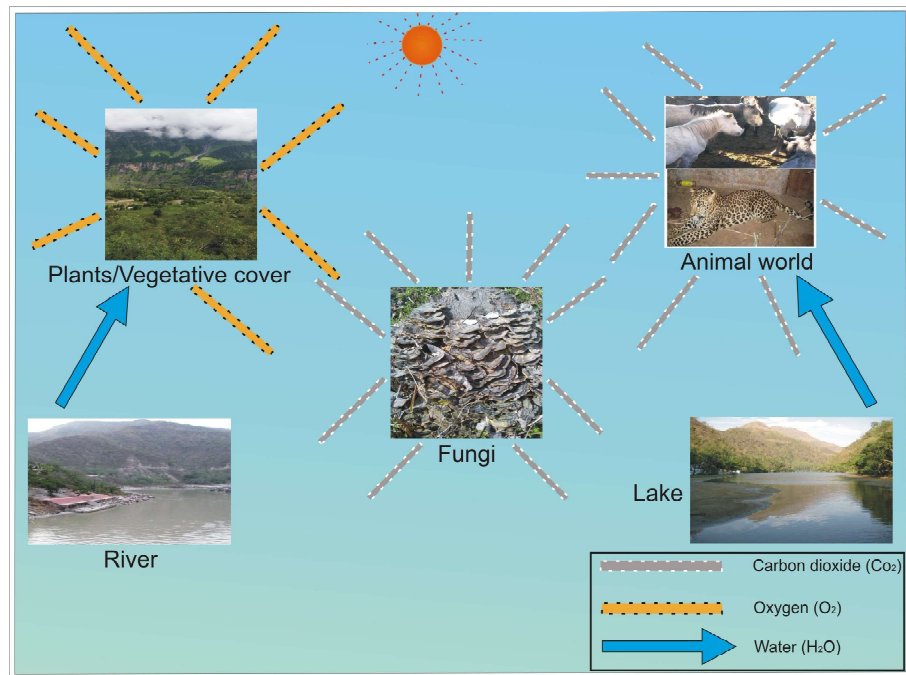 Plants/Vegetative cover
Animal world
Fungi
Lake
River
Carbon dioxide (Co₂)
Oxygen (O₂)
Water (H₂O)